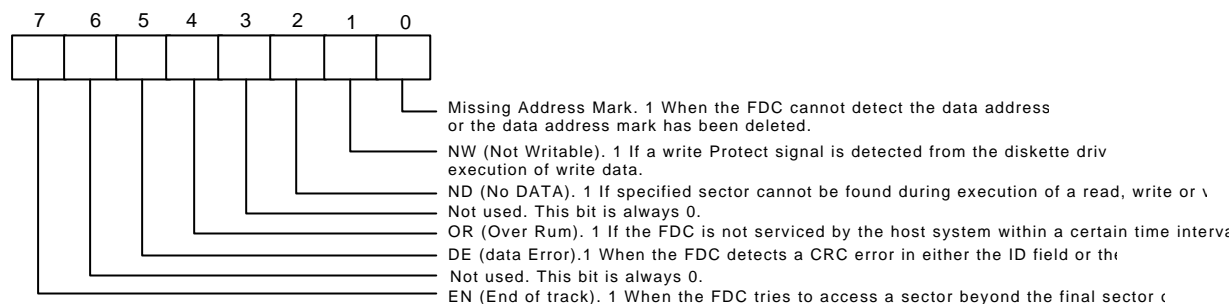 7 6 5 4 3 2 1 0
Missing Address Mark. 1 When the FDC cannot detect the data address
or the data address mark has been deleted.
NW (Not Writable). 1 If a write Protect signal is detected from the diskette driv
execution of write data.
ND (No DATA). 1 If specified sector cannot be found during execution of a read, write or
Not used. This bit is always 0.
OR (Over Rum). 1 If the FDC is not serviced by the host system within a certain time interva
DE (data Error).1 When the FDC detects a CRC error in either the ID field or the
Not used. This bit is always 0.
EN (End of track). 1 When the FDC tries to access a sector beyond the final sector